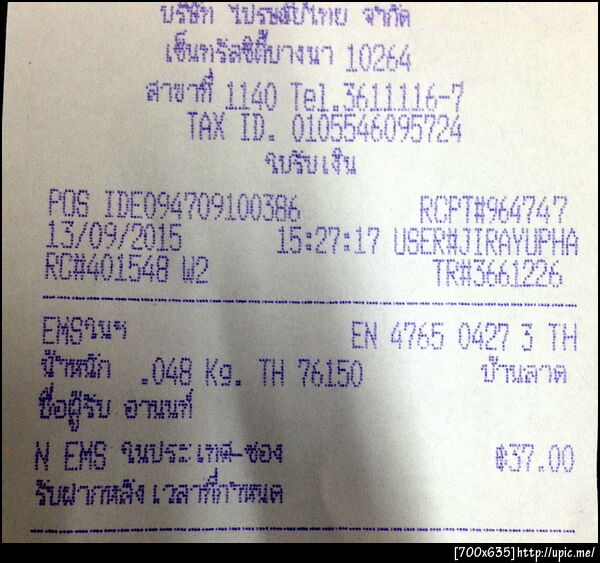 บริษัท ไปรษณีย์ไทย จำกัด
เซ็นทรัลซิตี้บางนา 10264
สาขาที่ 1140 Tel.3611116-7
TAX ID. 0105546095724
ใบรับเงิน
POS IDE094709100386 RCPT#964747
13/09/2015 15:27:17 USER#JIRAYUPHA
RC#401548 W2 TR#3661226
EMSในฯ EN 4765 0427 3 TH
น้ำหนัก .048 Kg. TH 76150 บ้านลาด
ชื่อผู้รับ อานนท์
N EMS ในประเทศ-ซอง ฿37.00
รับฝากหลังเวลาที่กำหนด
[700x635]http://upic.me/